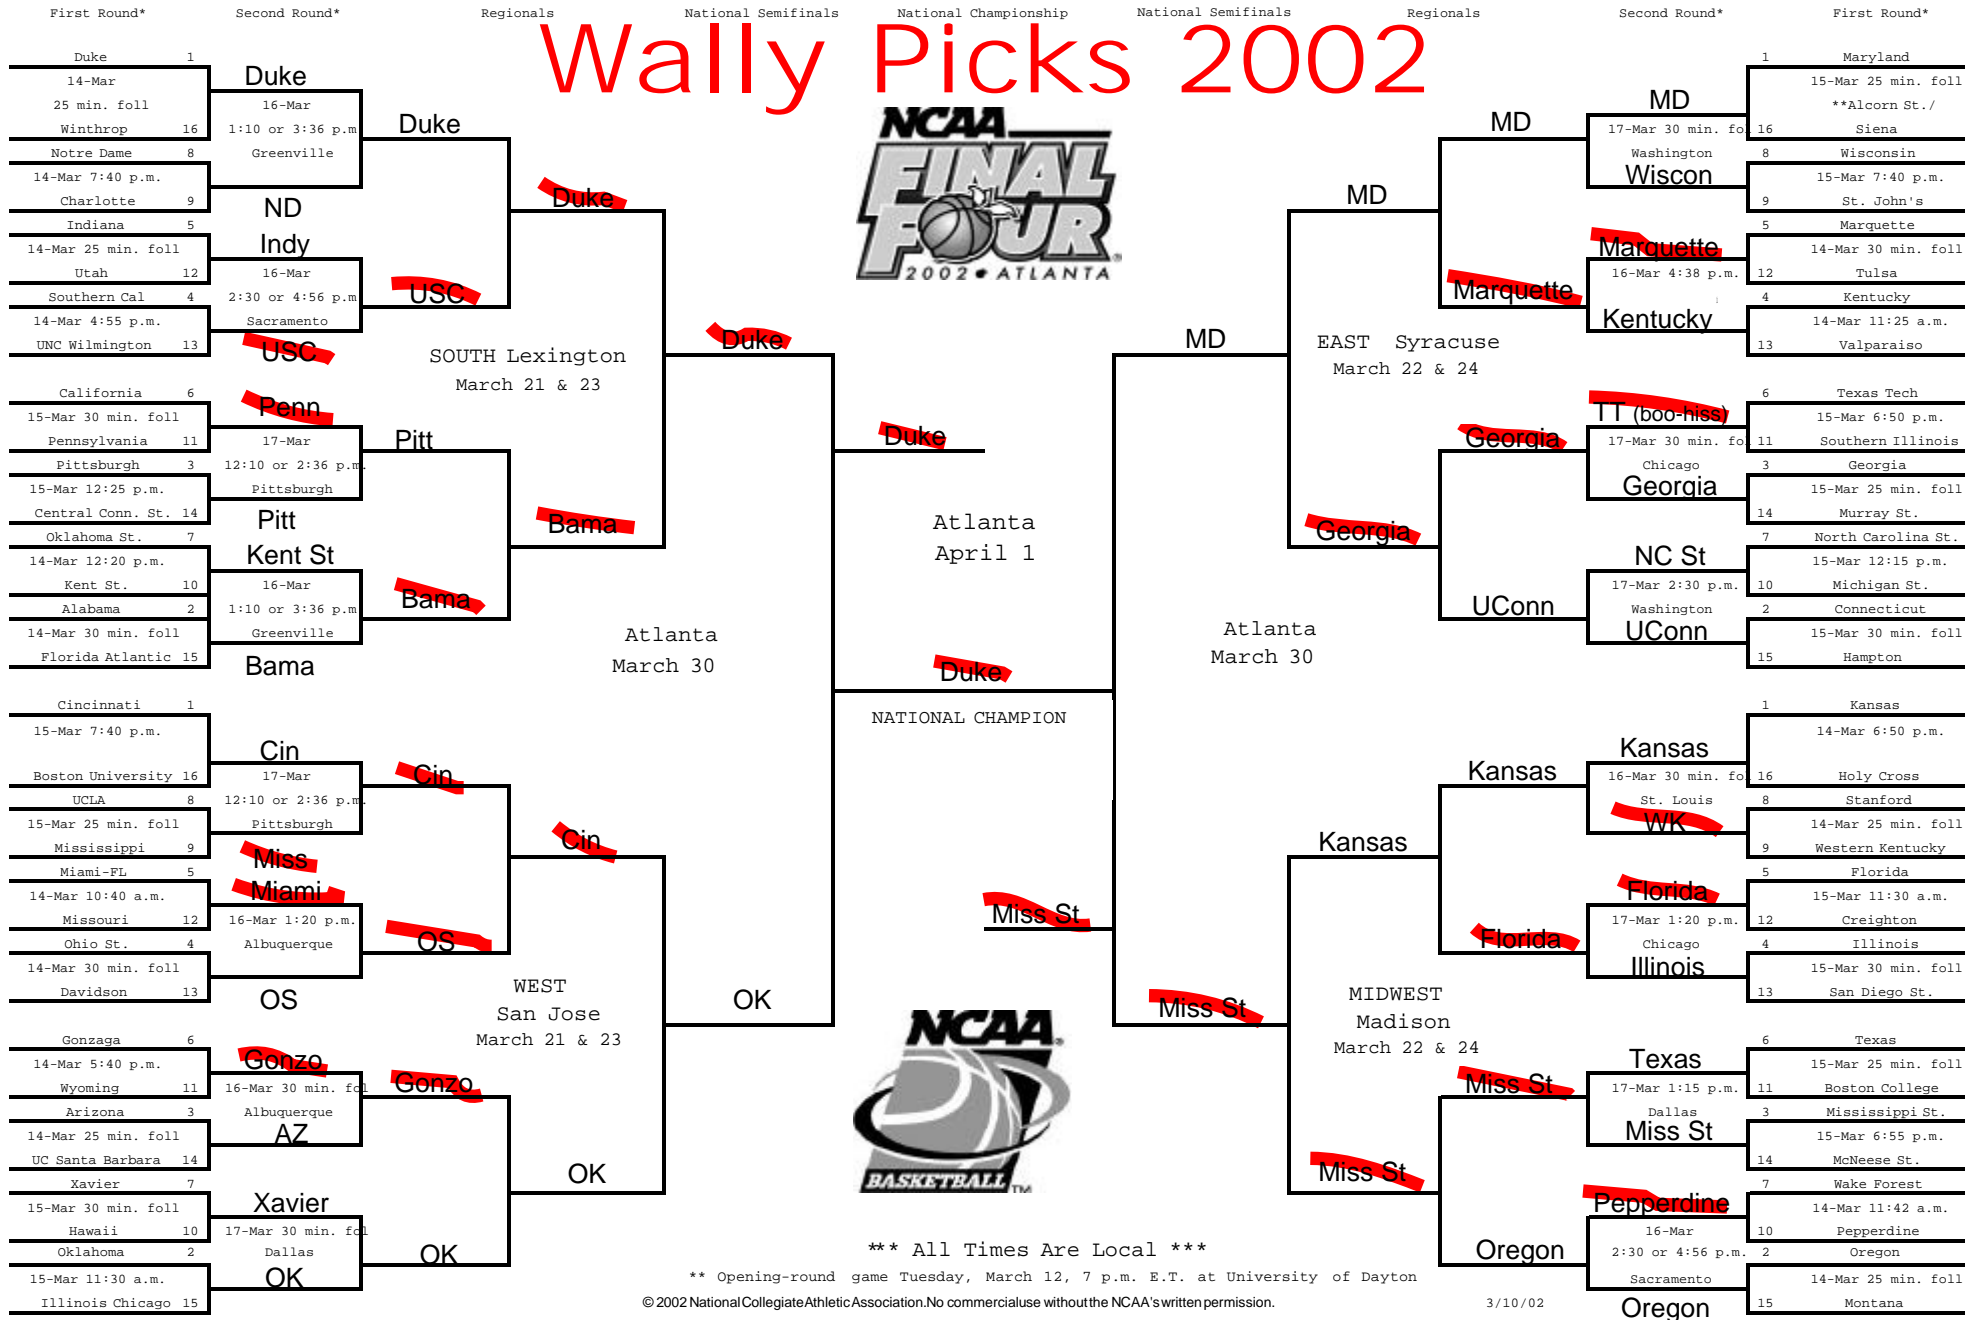 First Round* Second Round* Regionals National Semifinals National Championship National Semifinals Regionals Second Round* First Round*
Wally Picks 2002
Duke 1
14-Mar
25 min. foll
Winthrop 16
Notre Dame 8
14-Mar 7:40 p.m.
Charlotte 9
Indiana 5
14-Mar 25 min. foll
Utah 12
Southern Cal 4
14-Mar 4:55 p.m.
UNC Wilmington 13
California 6
15-Mar 30 min. foll
Pennsylvania 11
Pittsburgh 3
15-Mar 12:25 p.m.
Central Conn. St. 14
Oklahoma St. 7
14-Mar 12:20 p.m.
Kent St. 10
Alabama 2
14-Mar 30 min. foll
Florida Atlantic 15
Cincinnati 1
15-Mar 7:40 p.m.
Boston University 16
UCLA 8
15-Mar 25 min. foll
Mississippi 9
Miami-FL 5
14-Mar 10:40 a.m.
Missouri 12
Ohio St. 4
14-Mar 30 min. foll
Davidson 13
Gonzaga 6
14-Mar 5:40 p.m.
Wyoming 11
Arizona 3
14-Mar 25 min. foll
UC Santa Barbara 14
Xavier 7
15-Mar 30 min. foll
Hawaii 10
Oklahoma 2
15-Mar 11:30 a.m.
Illinois Chicago 15
Duke
16-Mar
1:10 or 3:36 p.m
Greenville
ND
Indy
16-Mar
2:30 or 4:56 p.m
Sacramento
USC
Penn
17-Mar
12:10 or 2:36 p.m.
Pittsburgh
Pitt
Kent St
16-Mar
1:10 or 3:36 p.m
Greenville
Bama
Cin
17-Mar
12:10 or 2:36 p.m.
Pittsburgh
Miss
Miami
16-Mar 1:20 p.m.
Albuquerque
OS
Gonzo
16-Mar 30 min. fol
Albuquerque
AZ
Xavier
17-Mar 30 min. fol
Dallas
OK
Duke
USC
Pitt
Bama
Cin
OS
Gonzo
OK
Duke
SOUTH Lexington
March 21 & 23
Bama
Cin
WEST
San Jose
March 21 & 23
OK
Duke
Atlanta
March 30
OK
NCAA
FINAL
FOUR
2002 ATLANTA
Duke
Atlanta
April 1
Duke
NATIONAL CHAMPION
Miss St
NCAA
BASKETBALL TM
MD
Atlanta
March 30
Miss St
MD
EAST Syracuse
March 22 & 24
Georgia
Kansas
MIDWEST
Madison
March 22 & 24
Miss St
MD
Marquette
Georgia
UConn
Kansas
Florida
Miss St
Oregon
MD
17-Mar 30 min. fol
Washington
Wiscon
Marquette
16-Mar 4:38 p.m.
Kentucky
TT (boo-hiss)
17-Mar 30 min. fol
Chicago
Georgia
NC St
17-Mar 2:30 p.m.
Washington
UConn
Kansas
16-Mar 30 min. fol
St. Louis
WK
Florida
17-Mar 1:20 p.m.
Chicago
Illinois
Texas
17-Mar 1:15 p.m.
Dallas
Miss St
Pepperdine
16-Mar
2:30 or 4:56 p.m.
Sacramento
Oregon
1 Maryland
15-Mar 25 min. foll
**Alcorn St./
16 Siena
8 Wisconsin
15-Mar 7:40 p.m.
9 St. John's
5 Marquette
14-Mar 30 min. foll
12 Tulsa
4 Kentucky
14-Mar 11:25 a.m.
13 Valparaiso
6 Texas Tech
15-Mar 6:50 p.m.
11 Southern Illinois
3 Georgia
15-Mar 25 min. foll
14 Murray St.
7 North Carolina St.
15-Mar 12:15 p.m.
10 Michigan St.
2 Connecticut
15-Mar 30 min. foll
15 Hampton
1 Kansas
14-Mar 6:50 p.m.
16 Holy Cross
8 Stanford
14-Mar 25 min. foll
9 Western Kentucky
5 Florida
15-Mar 11:30 a.m.
12 Creighton
4 Illinois
15-Mar 30 min. foll
13 San Diego St.
6 Texas
15-Mar 25 min. foll
11 Boston College
3 Mississippi St.
15-Mar 6:55 p.m.
14 McNeese St.
7 Wake Forest
14-Mar 11:42 a.m.
10 Pepperdine
2 Oregon
14-Mar 25 min. foll
15 Montana
*** All Times Are Local ***
** Opening-round game Tuesday, March 12, 7 p.m. E.T. at University of Dayton
© 2002 National Collegiate Athletic Association. No commercial use without the NCAA's written permission.
3/10/02